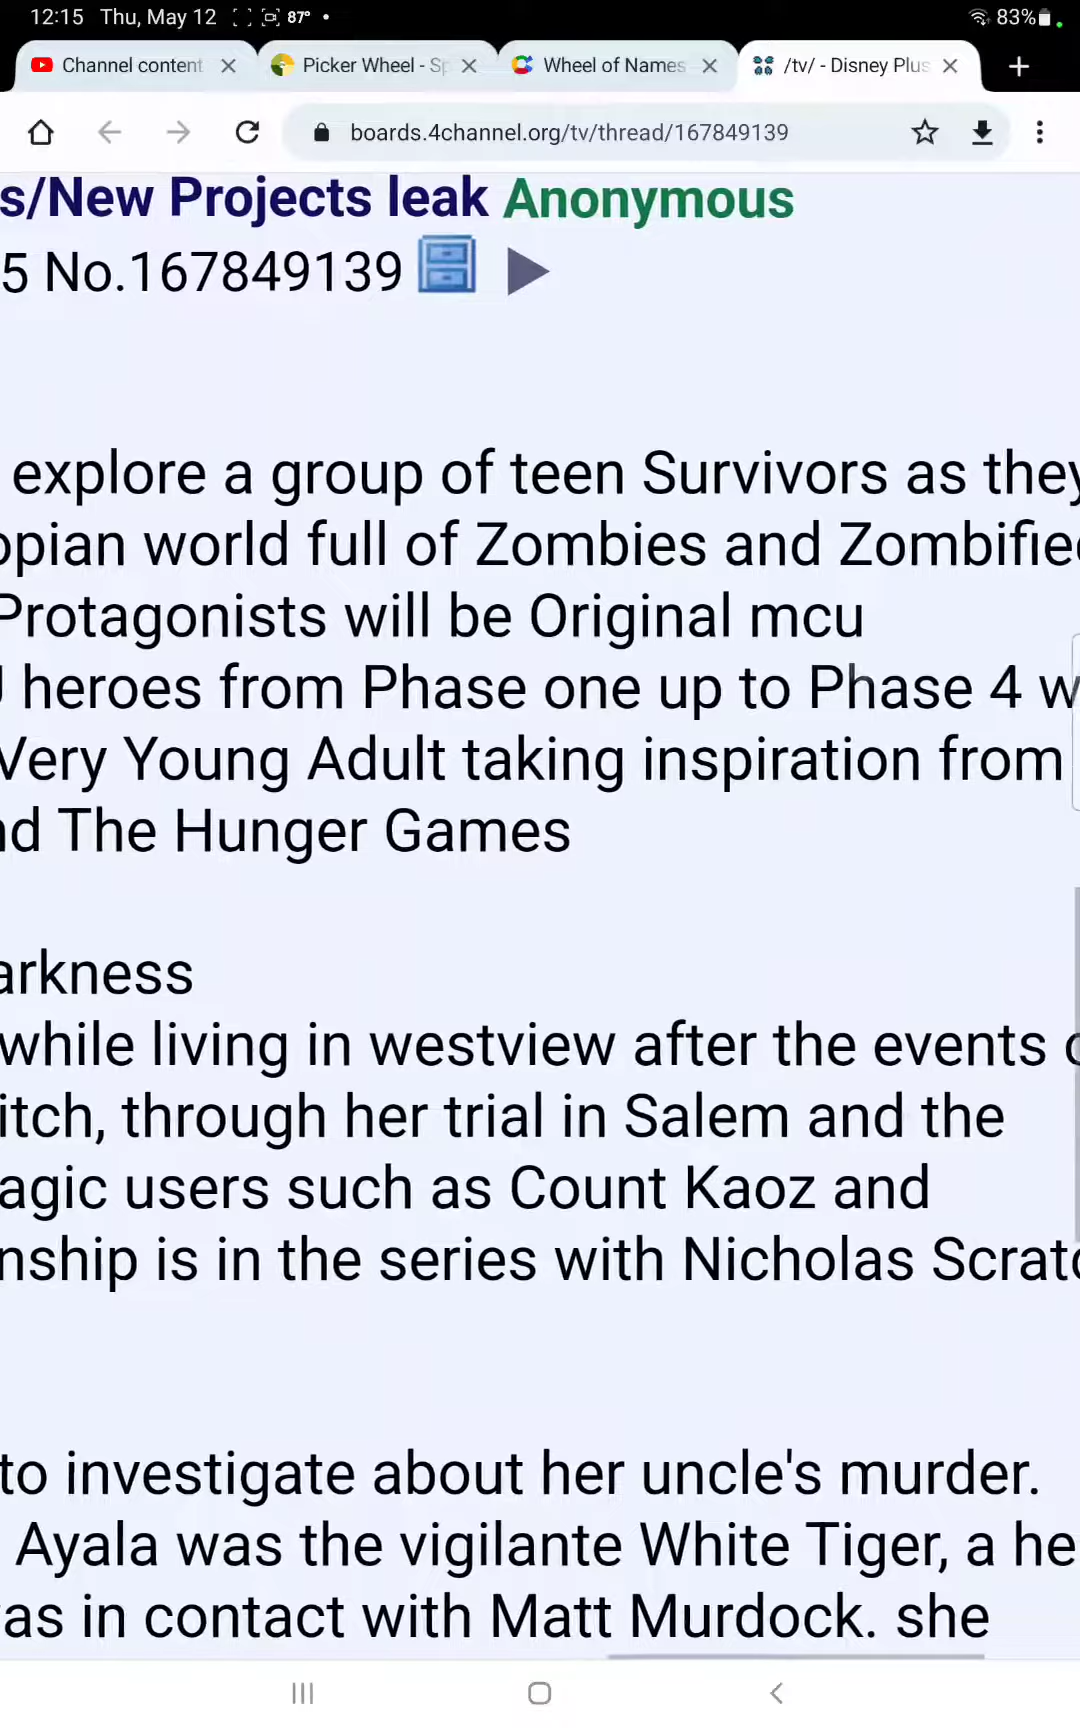 12:15 Thu, May 12 87° • 83%
Channel content Picker Wheel - Sp Wheel of Names /tv/ - Disney Plus
boards.4channel.org/tv/thread/167849139
s/New Projects leak Anonymous
5 No.167849139
explore a group of teen Survivors as they
opian world full of Zombies and Zombifie
Protagonists will be Original mcu
heroes from Phase one up to Phase 4 w
Very Young Adult taking inspiration from
nd The Hunger Games
arkness
while living in westview after the events
itch, through her trial in Salem and the
agic users such as Count Kaoz and
nship is in the series with Nicholas Scrat
to investigate about her uncle's murder.
Ayala was the vigilante White Tiger, a he
as in contact with Matt Murdock. she